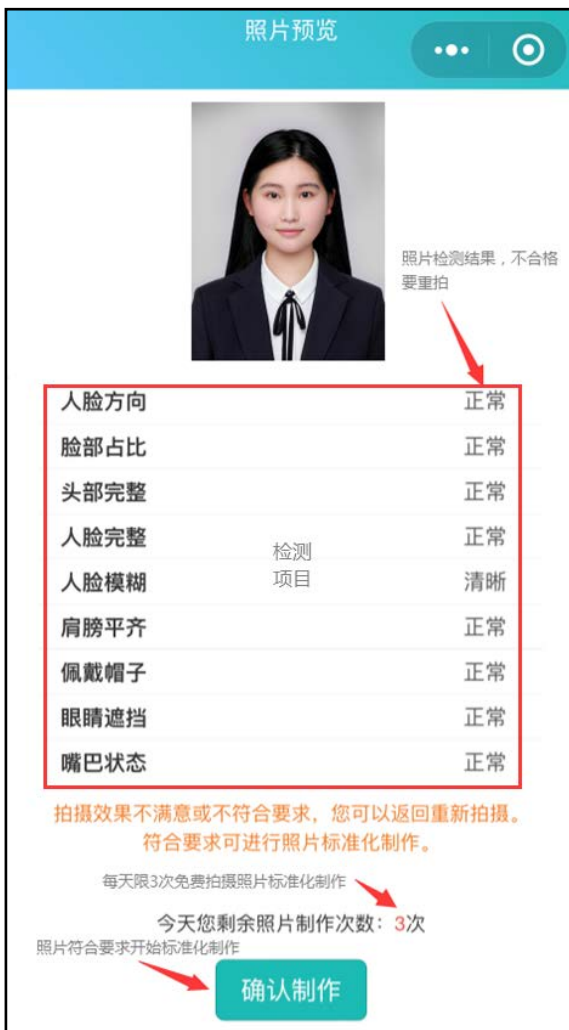 照片预览
照片检测结果，不合格
要重拍
人脸方向 正常
脸部占比 正常
头部完整 正常
人脸完整 正常
检测
项目
人脸模糊 清晰
肩膀平齐 正常
佩戴帽子 正常
眼睛遮挡 正常
嘴巴状态 正常
拍摄效果不满意或不符合要求，您可以返回重新拍摄。
符合要求可进行照片标准化制作。
每天限3次免费拍摄照片标准化制作
今天您剩余照片制作次数：3次
照片符合要求开始标准化制作
确认制作